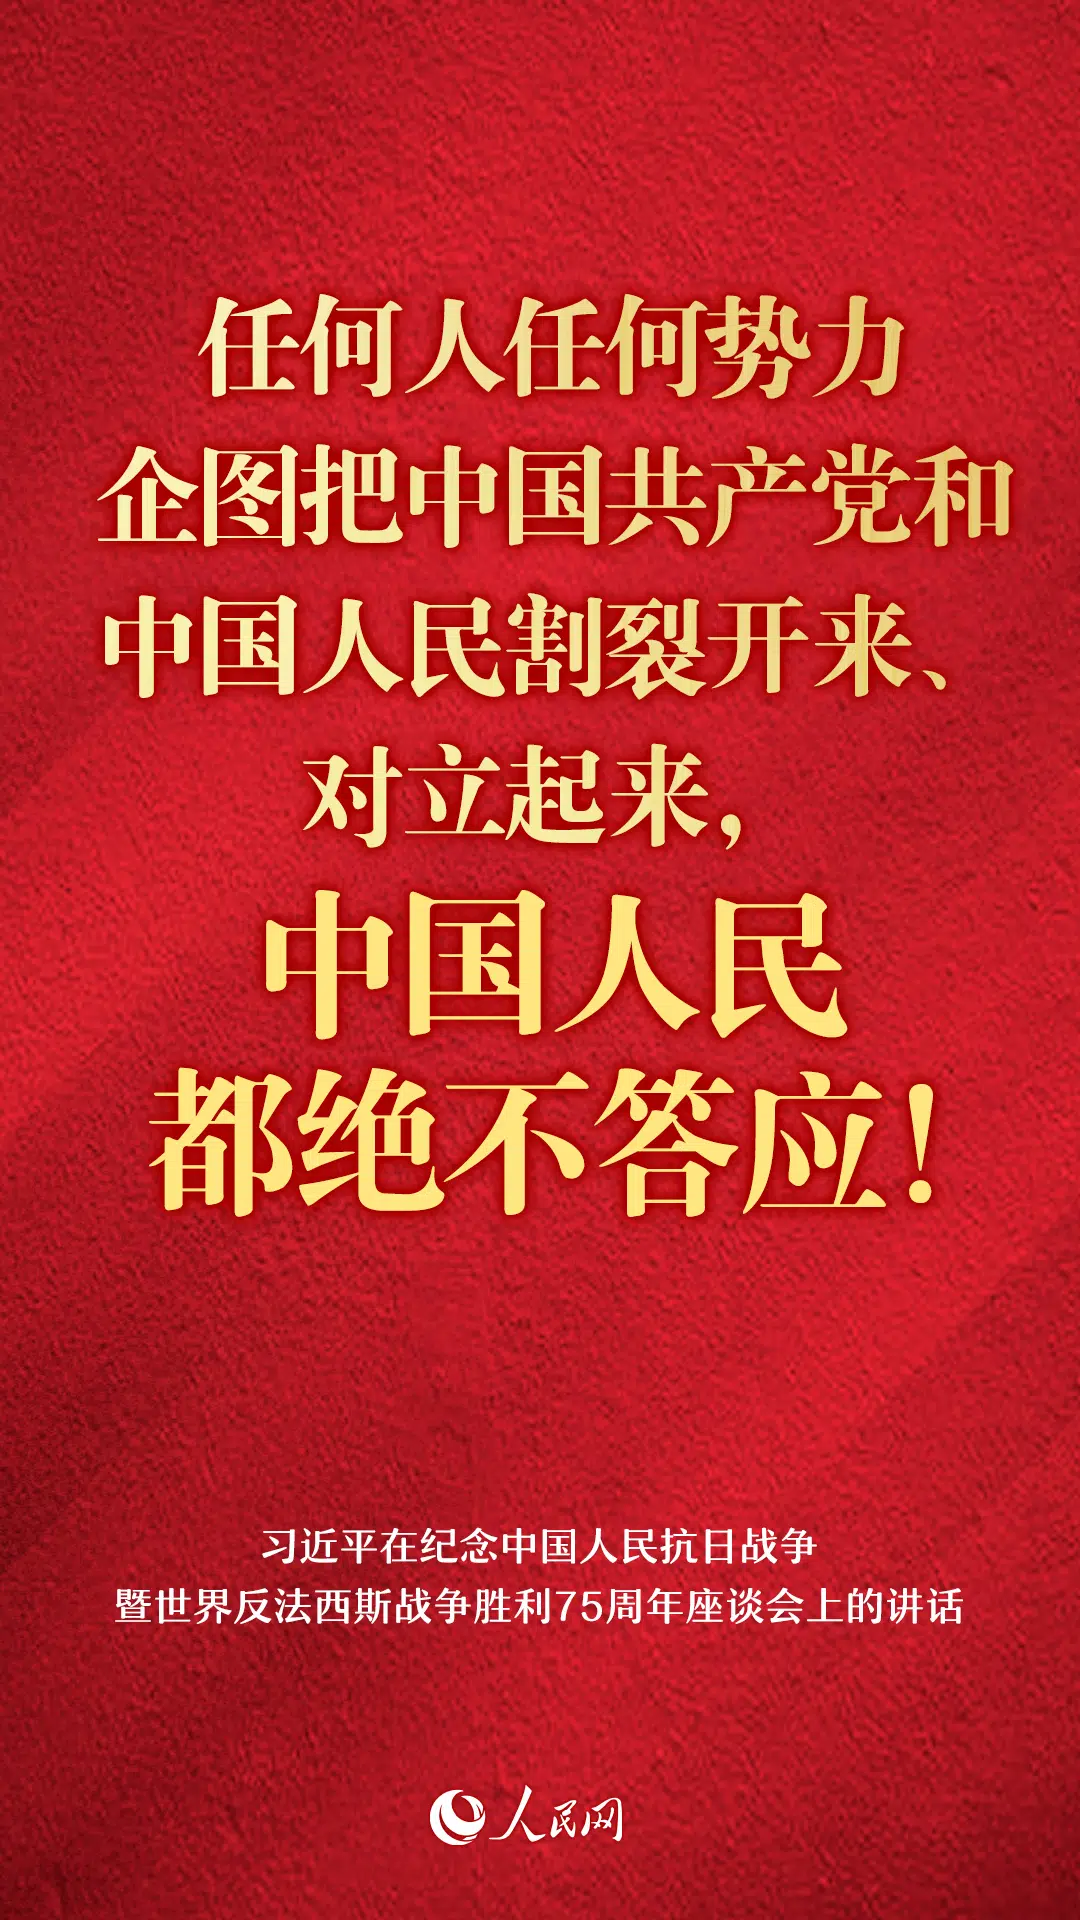 任何人任何势力
企图把中国共产党和
中国人民割裂开来、
对立起来，
中国人民
都绝不答应！
习近平在纪念中国人民抗日战争
暨世界反法西斯战争胜利75周年座谈会上的讲话
人民网